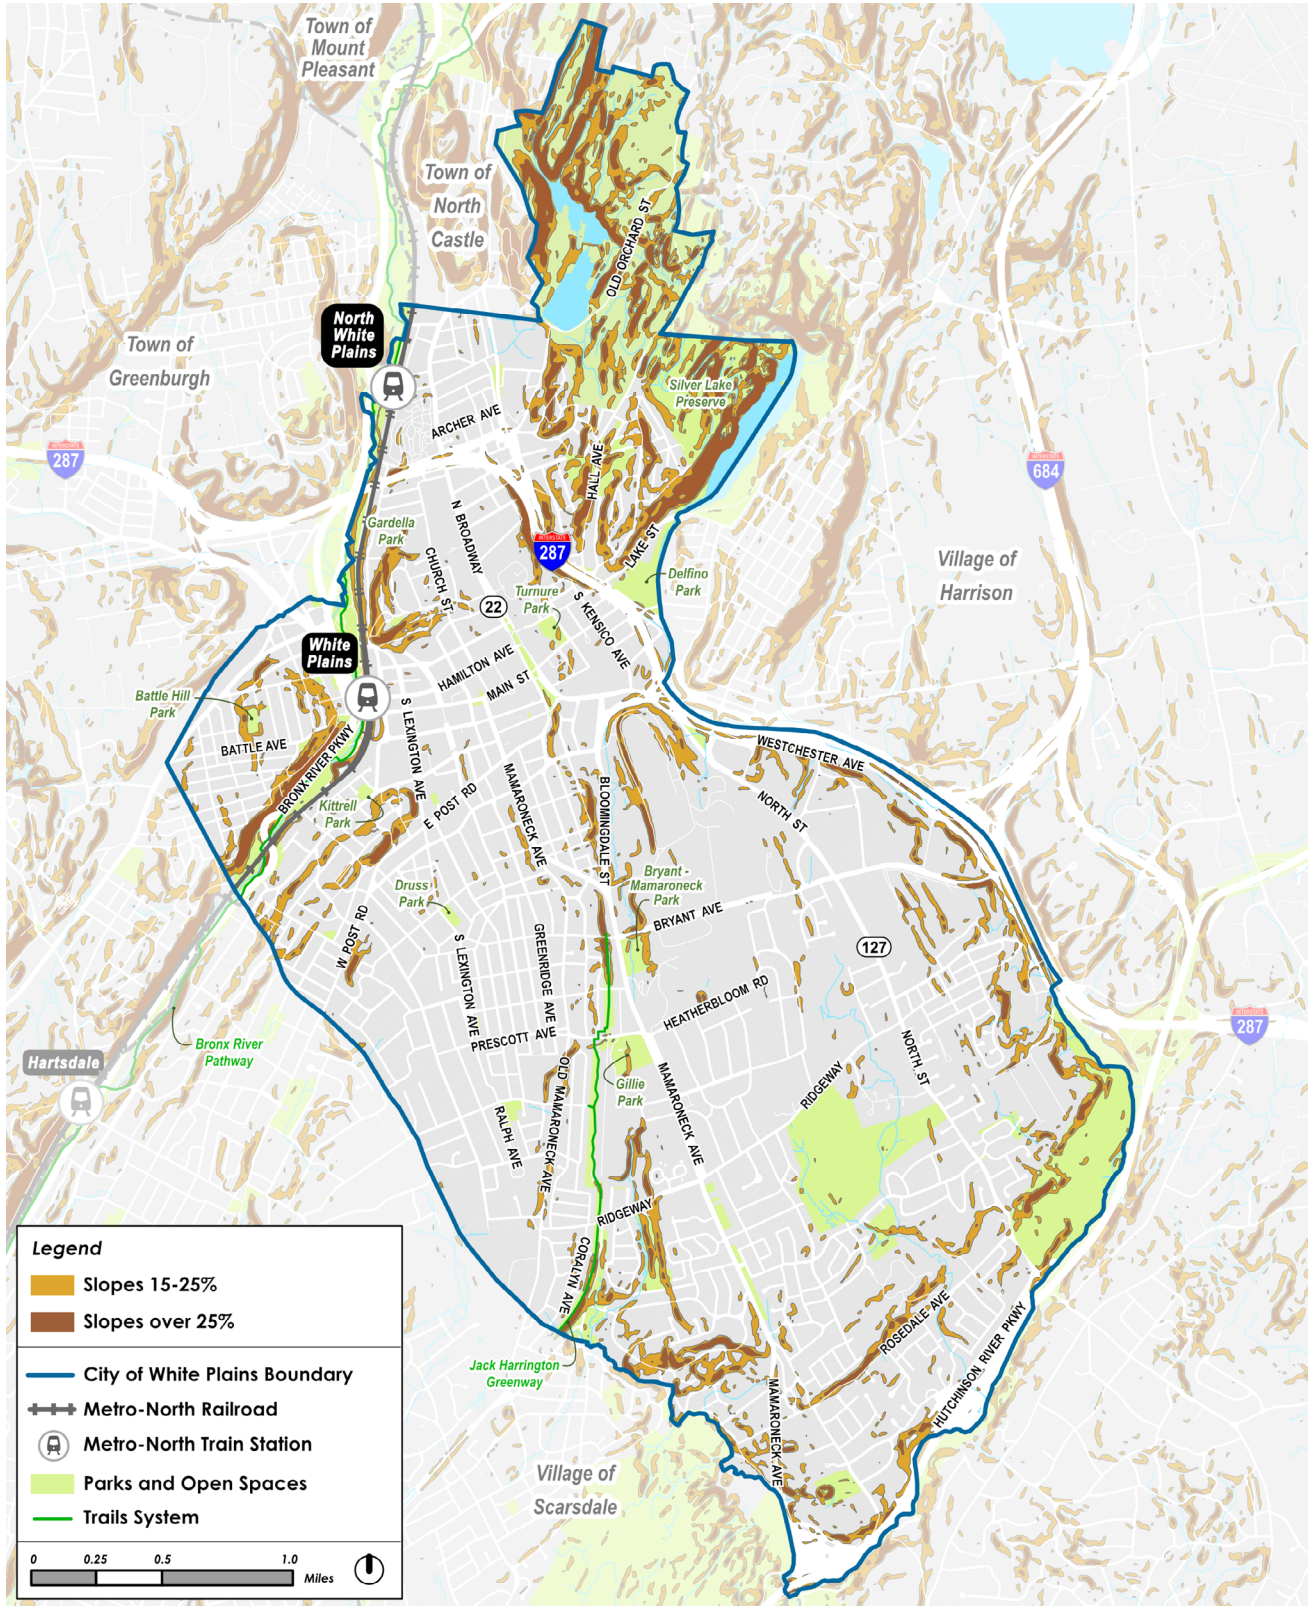 Town of
Mount
Pleasant
Town of
North
Castle
OLD ORCHARD ST
North
White
Plains
Town of
Greenburgh
Silver Lake
Preserve
ARCHER AVE
INTERSTATE
287
HALL AVE
INTERSTATE
684
N BROADWAY
Gardella
Park
CHURCH ST
INTERSTATE
287
LAKE ST
Village of
Harrison
Delfino
Park
Turnure
Park
22
S KENSICO AVE
White
Plains
HAMILTON AVE
MAIN ST
Battle Hill
Park
BATTLE AVE
S LEXINGTON AVE
BRONX RIVER PKWY
WESTCHESTER AVE
MAMARONECK AVE
BLOOMINGDALE ST
NORTH ST
Kittrell
Park
E POST RD
Druss
Park
Bryant -
Mamaroneck
Park
BRYANT AVE
W POST RD
GREENRIDGE AVE
S LEXINGTON AVE
127
HEATHERBLOOM RD
INTERSTATE
287
PRESCOTT AVE
NORTH ST
Bronx River
Pathway
Hartsdale
OLD MAMARONECK AVE
Gillie
Park
MAMARONECK AVE
RIDGEWAY
RALPH AVE
RIDGEWAY
CORALYN AVE
ROSEDALE AVE
HUTCHINSON RIVER PKWY
Jack Harrington
Greenway
MAMARONECK AVE
Village of
Scarsdale
Legend
Slopes 15-25%
Slopes over 25%
City of White Plains Boundary
Metro-North Railroad
Metro-North Train Station
Parks and Open Spaces
Trails System
0 0.25 0.5 1.0
Miles